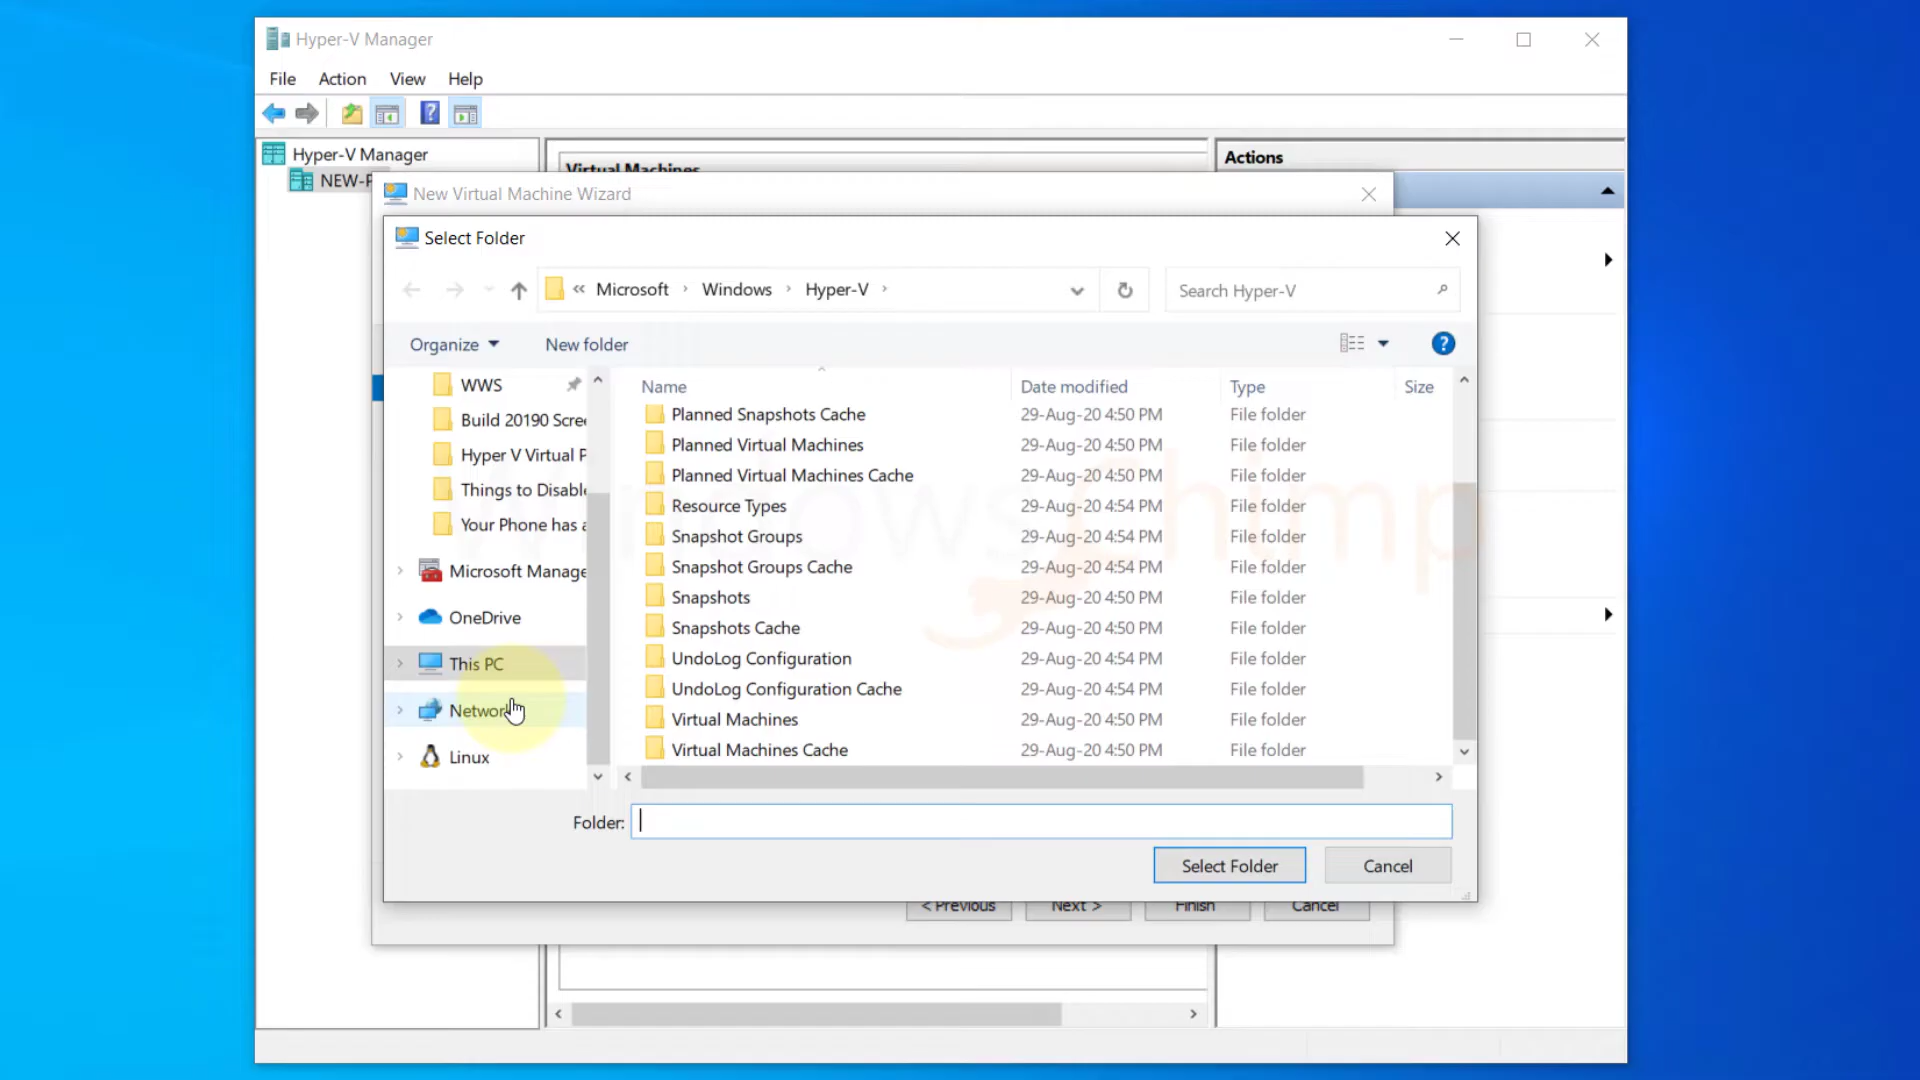 Hyper-V Manager
File Action View Help
Hyper-V Manager
NEW-P
Virtual Machines
Actions
New Virtual Machine Wizard
Select Folder
« Microsoft › Windows › Hyper-V ›
Search Hyper-V
Organize New folder
WWS
Build 20190 Scree
Hyper V Virtual P
Things to Disable
Your Phone has a
Microsoft Manage
OneDrive
This PC
Network
Linux
Name Date modified Type Size
Planned Snapshots Cache 29-Aug-20 4:50 PM File folder
Planned Virtual Machines 29-Aug-20 4:50 PM File folder
Planned Virtual Machines Cache 29-Aug-20 4:50 PM File folder
Resource Types 29-Aug-20 4:54 PM File folder
Snapshot Groups 29-Aug-20 4:54 PM File folder
Snapshot Groups Cache 29-Aug-20 4:54 PM File folder
Snapshots 29-Aug-20 4:50 PM File folder
Snapshots Cache 29-Aug-20 4:50 PM File folder
UndoLog Configuration 29-Aug-20 4:54 PM File folder
UndoLog Configuration Cache 29-Aug-20 4:54 PM File folder
Virtual Machines 29-Aug-20 4:50 PM File folder
Virtual Machines Cache 29-Aug-20 4:50 PM File folder
WindowsChimp
Folder:
Select Folder Cancel
< Previous Next > Finish Cancel